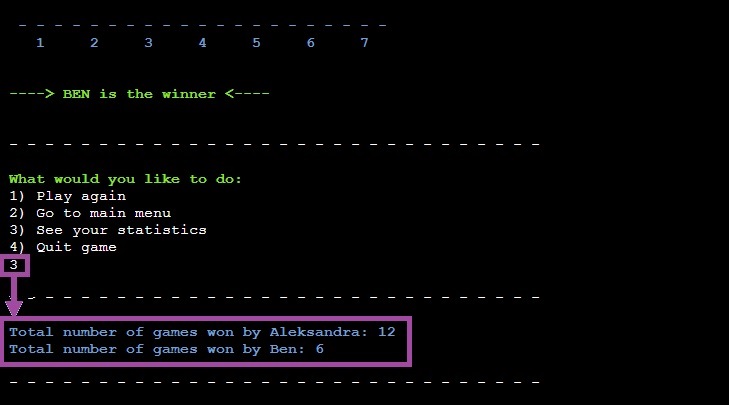 _ _ _ _ _ _ _ _ _ _ _ _ _ _ _ _ _ _ _ _ _
1 2 3 4 5 6 7
----> BEN is the winner <----
_ _ _ _ _ _ _ _ _ _ _ _ _ _ _ _ _ _ _ _ _ _ _ _ _ _ _ _ _ _
What would you like to do:
1) Play again
2) Go to main menu
3) See your statistics
4) Quit game
3
_ _ _ _ _ _ _ _ _ _ _ _ _ _ _ _ _ _ _ _ _ _ _ _ _ _ _ _ _ _
Total number of games won by Aleksandra: 12
Total number of games won by Ben: 6
_ _ _ _ _ _ _ _ _ _ _ _ _ _ _ _ _ _ _ _ _ _ _ _ _ _ _ _ _ _